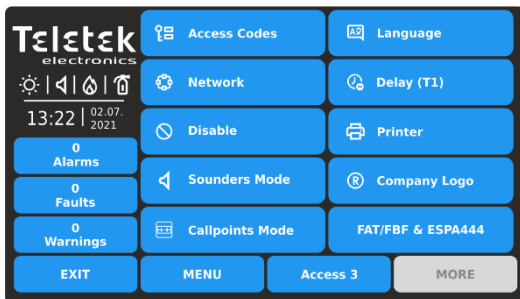 Teletek
electronics
13:22 02.07.
2021
0
Alarms
0
Faults
0
Warnings
EXIT
Access Codes
Network
Disable
Sounders Mode
Callpoints Mode
Language
Delay (T1)
Printer
Company Logo
FAT/FBF & ESPA444
MENU
Access 3
MORE